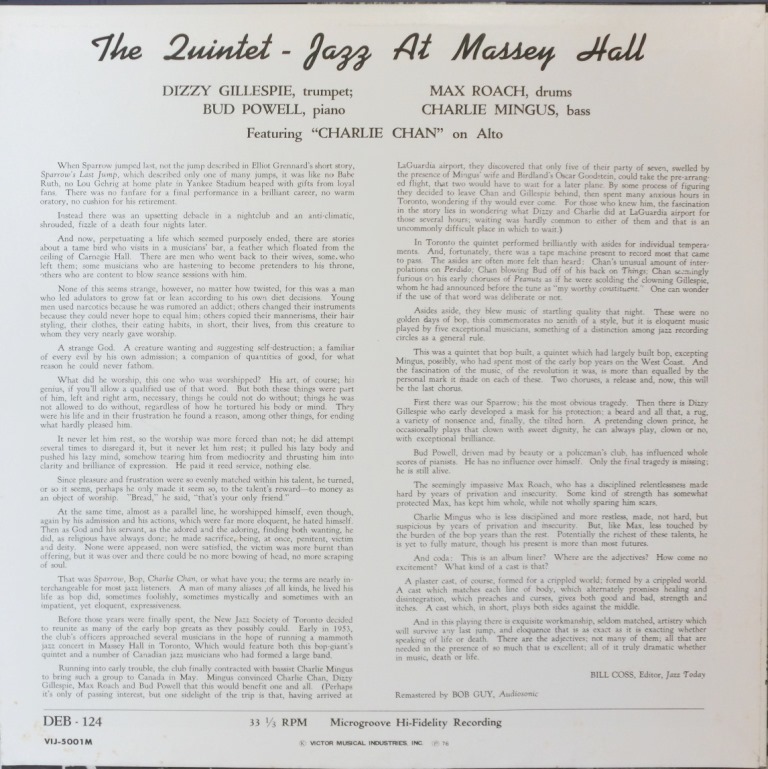 The Quintet - Jazz At Massey Hall
DIZZY GILLESPIE, trumpet; MAX ROACH, drums
BUD POWELL, piano CHARLIE MINGUS, bass
Featuring "CHARLIE CHAN" on Alto
When Sparrow jumped last, not the jump described in Elliot Grennard's short story,
Sparrow's Last Jump, which described only one of many jumps, it was like no Babe
Ruth, no Lou Gehrig at home plate in Yankee Stadium heaped with gifts from loyal
fans. There was no fanfare for a final performance in a brilliant career, no warm
oratory, no cushion for his retirement.
Instead there was an upsetting debacle in a nightclub and an anti-climatic,
shrouded, fizzle of a death four nights later.
And now, perpetuating a life which seemed purposely ended, there are stories
about a tame bird who visits in a musicians' bar, a feather which floated from the
ceiling of Carnegie Hall. There are men who went back to their wives, some who
left them; some musicians who are hastening to become pretenders to his throne,
others who are content to blow seance sessions with him.
None of this seems strange, however, no matter how twisted, for this was a man
who led adulators to grow fat or lean according to his own diet decisions. Young
men used narcotics because he was rumored an addict; others changed their instruments
because they could never hope to equal him; others copied their mannerisms, their hair
styling, their clothes, their eating habits, in short, their lives, from this creature to
whom they very nearly gave worship.
A strange God. A creature wanting and suggesting self-destruction; a familiar
of every evil by his own admission; a companion of quantities of good, for what
reason he could never fathom.
What did he worship, this one who was worshipped? His art, of course; his
genius, if you'll allow a qualified use of that word. But both these things were part
of him, left and right arm, necessary, things he could not do without; things he was
not allowed to do without, regardless of how he tortured his body or mind. They
were his life and in their frustration he found a reason, among other things, for ending
what hardly pleased him.
It never let him rest, so the worship was more forced than not; he did attempt
several times to disregard it, but it never let him rest; it pulled his lazy body and
pushed his lazy mind, somehow tearing him from mediocrity and thrusting him into
clarity and brilliance of expression. He paid it reed service, nothing else.
Since pleasure and frustration were so evenly matched within his talent, he turned,
or so it seems, perhaps he only made it seem so, to the talent's reward—to money as
an object of worship. "Bread," he said, "that's your only friend."
At the same time, almost as a parallel line, he worshipped himself, even though,
again by his admission and his actions, which were far more eloquent, he hated himself.
Then as God and his servant, as the adored and the adoring, finding both wanting, he
did, as religious have always done; he made sacrifice, being, at once, penitent, victim
and deity. None were appeased, non were satisfied, the victim was more burnt than
offering, but it was over and there could be no more bowing of head, no more scraping
of soul.
That was Sparrow, Bop, Charlie Chan, or what have you; the terms are nearly in-
terchangeable for most jazz listeners. A man of many aliases of all kinds, he lived his
life as bop did, sometimes foolishly, sometimes mystically and sometimes with an
impatient, yet eloquent, expressiveness.
Before those years were finally spent, the New Jazz Society of Toronto decided
to reunite as many of the early bop greats as they possibly could. Early in 1953,
the club's officers approached several musicians in the hope of running a mammoth
jazz concert in Massey Hall in Toronto, Which would feature both this bop-giant's
quintet and a number of Canadian jazz musicians who had formed a large band.
Running into early trouble, the club finally contracted with bassist Charlie Mingus
to being such a group to Canada in May. Mingus convinced Charlie Chan, Dizzy
Gillespie, Max Roach and Bud Powell that this would benefit one and all. (Perhaps
it's only of passing interest, but one sidelight of the trip is that, having arrived at
LaGuardia airport, they discovered that only five of their party of seven, swelled by
the presence of Mingus' wife and Birdland's Oscar Goodstein, could take the pre-arrang-
ed flight, that two would have to wait for a later plane. By some process of figuring
they decided to leave Chan and Gillespie behind, then spent many anxious hours in
Toronto, wondering if thy would ever come. For those who knew him, the fascination
in the story lies in wondering what Dizzy and Charlie did at LaGuardia airport for
those several hours; waiting was hardly common to either of them and that is an
uncommonly difficult place in which to wait.)
In Toronto the quintet performed brilliantly with asides for individual tempera-
ments. And, fortunately, there was a tape machine present to record most that came
to pass. The asides are often more felt than heard: Chan's unusual amount of inter-
polations on Perdido; Chan blowing Bud off of his back on Things; Chan seemingly
furious on his early choruses of Peanuts as if he were scolding the clowning Gillespie,
whom he had announced before the tune as "my worthy constituent." One can wonder
if the use of that word was deliberate or not.
Asides aside, they blew music of startling quality that night. These were no
golden days of bop, this commemorates no zenith of a style, but it is eloquent music
played by five exceptional musicians, something of a distinction among jazz recording
circles as a general rule.
This was a quintet that bop built, a quintet which had largely built bop, excepting
Mingus, possibly, who had spent most of the early bop years on the West Coast. And
the fascination of the music, of the revolution it was, is more than equalled by the
personal mark it made on each of these. Two choruses, a release and, now, this will
be the last chorus.
First there was our Sparrow; his the most obvious tragedy. Then there is Dizzy
Gillespie who early developed a mask for his protection; a beard and all that, a rug,
a variety of nonsence and, finally, the tilted horn. A pretending clown prince, he
occasionally plays that clown with sweet dignity, he can always play, clown or no,
with exceptional brilliance.
Bud Powell, driven mad by beauty or a policeman's club, has influenced whole
scores of pianists. He has no influence over himself. Only the final tragedy is missing;
he is still alive.
The seemingly impassive Max Roach, who has a disciplined relentlessness made
hard by years of privation and insecurity. Some kind of strength has somewhat
protected Max, has kept him whole, while not wholly sparing him scars.
Charlie Mingus who is less disciplined and more restless, made, not hard, but
suspicious by years of privation and insecurity. But, like Max, less touched by
the burden of the bop years than the rest. Potentially the richest of these talents, he
is yet to fully mature, though his present is more than most futures.
And coda: This is an album liner? Where are the adjectives? How come no
excitement? What kind of a cast is that?
A plaster cast, of course, formed for a crippled world; formed by a crippled world.
A cast which matches each line of body, which alternately promises healing and
disintegration, which preaches and curses, gives both good and bad, strength and
itches. A cast which, in short, plays both sides against the middle.
And in this playing there is exquisite workmanship, seldom matched, artistry which
will survive any last jump, and eloquence that is as exact as it is exacting whether
speaking of life or death. There are the adjectives; not many of them; all that are
needed in the presence of so much that is excellent; all of it truly dramatic whether
in music, death or life.
BILL COSS, Editor, Jazz Today
Remastered by BOB GUY, Audiosonic
DEB - 124 33 ⅓ RPM Microgroove Hi-Fidelity Recording
VIJ-5001M © VICTOR MUSICAL INDUSTRIES, INC. ℗ 76